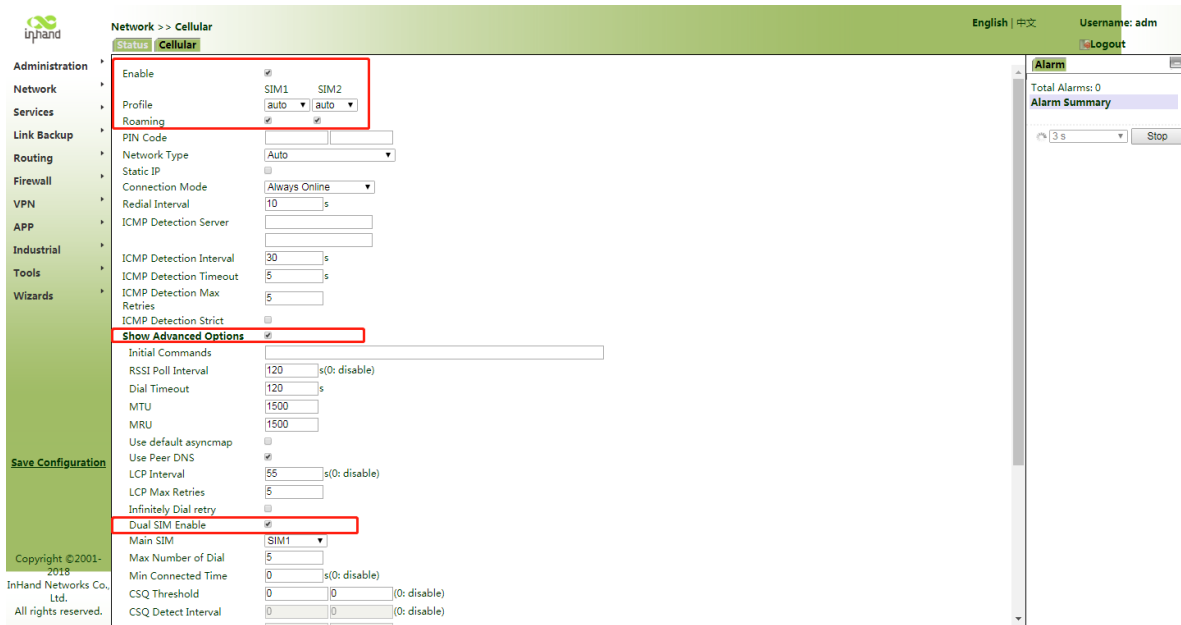 inhand
Network >> Cellular
English | 中文
Username: adm
Logout
Status Cellular
Administration
Network
Services
Link Backup
Routing
Firewall
VPN
APP
Industrial
Tools
Wizards
Save Configuration
Copyright ©2001-
2018
InHand Networks Co.,
Ltd.
All rights reserved.
Enable
SIM1 SIM2
Profile auto auto
Roaming
PIN Code
Network Type Auto
Static IP
Connection Mode Always Online
Redial Interval 10 s
ICMP Detection Server
ICMP Detection Interval 30 s
ICMP Detection Timeout 5 s
ICMP Detection Max
Retries 5
ICMP Detection Strict
Show Advanced Options
Initial Commands
RSSI Poll Interval 120 s(0: disable)
Dial Timeout 120 s
MTU 1500
MRU 1500
Use default asyncmap
Use Peer DNS
LCP Interval 55 s(0: disable)
LCP Max Retries 5
Infinitely Dial retry
Dual SIM Enable
Main SIM SIM1
Max Number of Dial 5
Min Connected Time 0 s(0: disable)
CSQ Threshold 0 0 (0: disable)
CSQ Detect Interval 0 0 (0: disable)
Alarm
Total Alarms: 0
Alarm Summary
3 s Stop